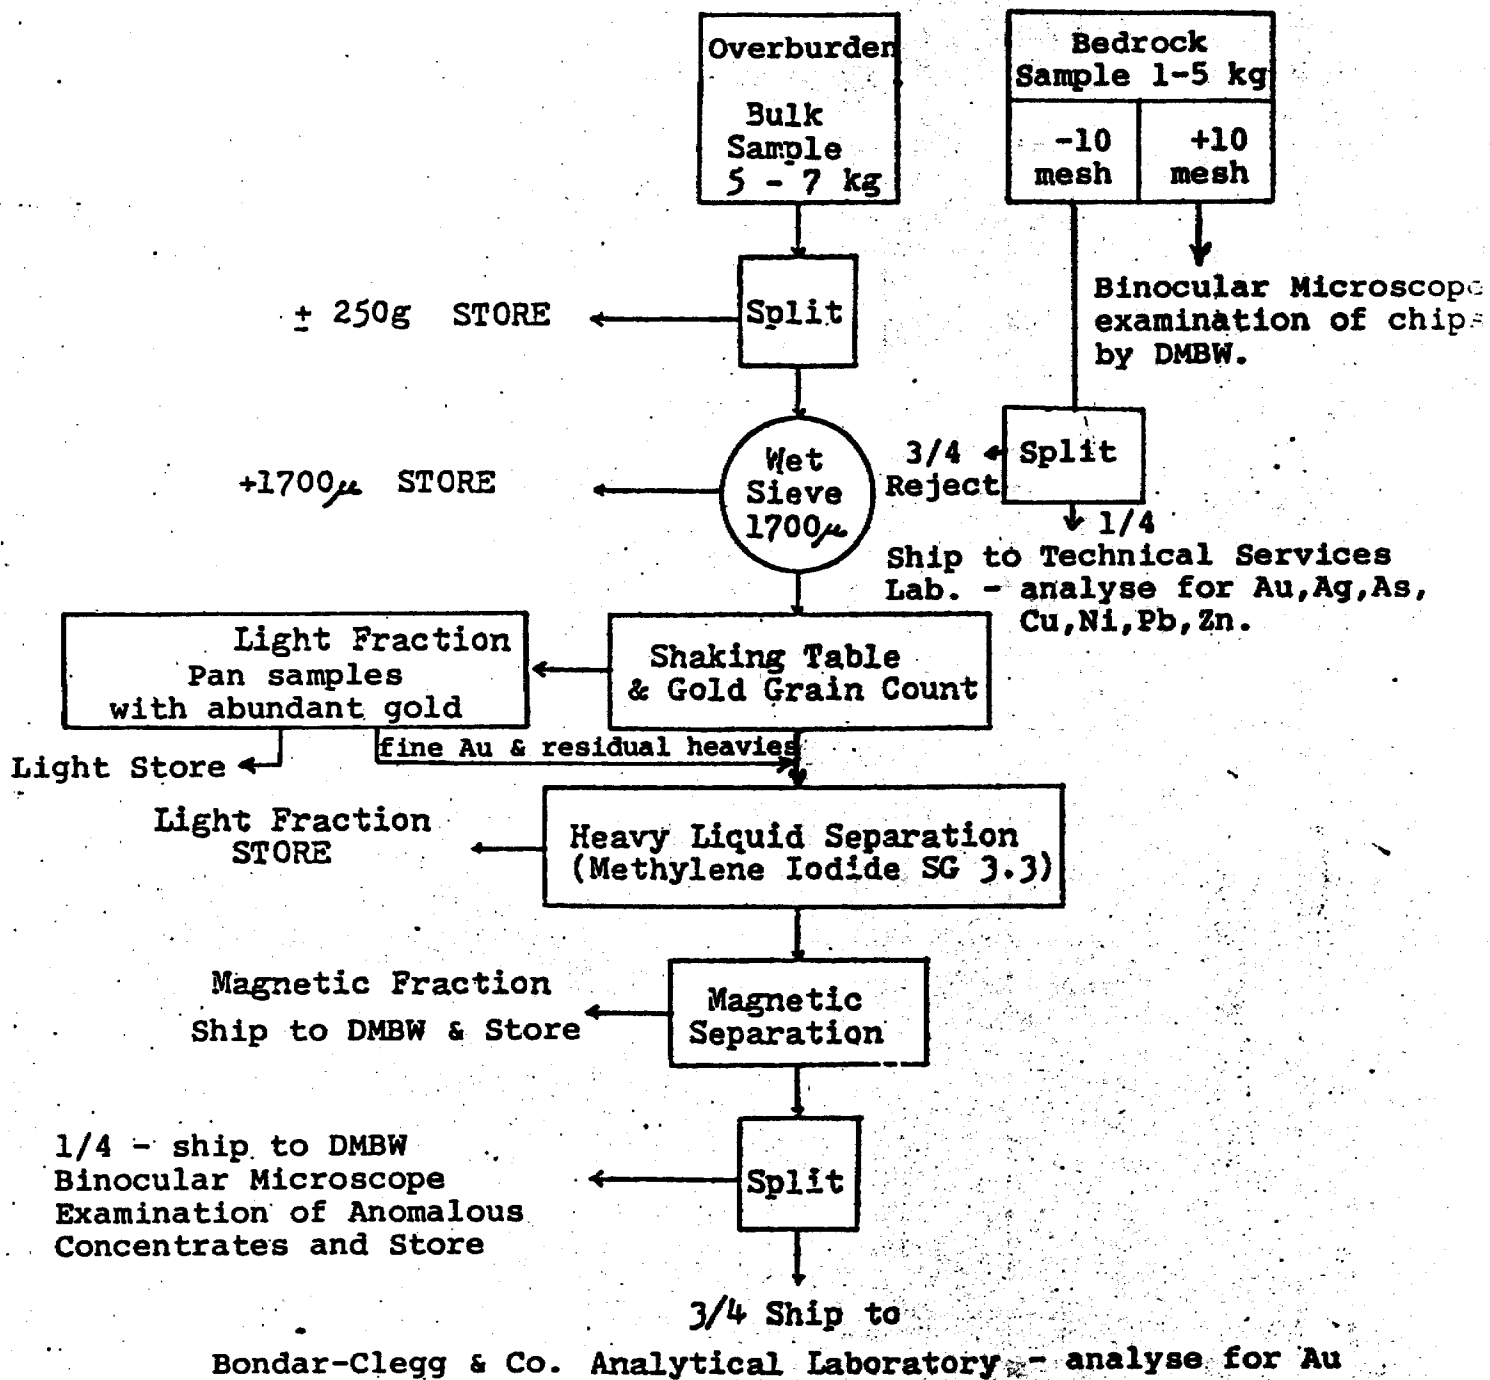 Overburden
Bulk
Sample
5 - 7 kg
Bedrock
Sample 1-5 kg
-10
mesh
+10
mesh
Binocular Microscope
examination of chips
by DMBW.
Split
± 250g STORE
Wet
Sieve
1700μ
+1700μ STORE
Split
3/4
Reject
1/4
Ship to Technical Services
Lab. - analyse for Au,Ag,As,
Cu,Ni,Pb,Zn.
Shaking Table
& Gold Grain Count
Light Fraction
Pan samples
with abundant gold
fine Au & residual heavies
Light Store
Heavy Liquid Separation
(Methylene Iodide SG 3.3)
Light Fraction
STORE
Magnetic
Separation
Magnetic Fraction
Ship to DMBW & Store
Split
1/4 - ship to DMBW
Binocular Microscope
Examination of Anomalous
Concentrates and Store
3/4 Ship to
Bondar-Clegg & Co. Analytical Laboratory - analyse for Au